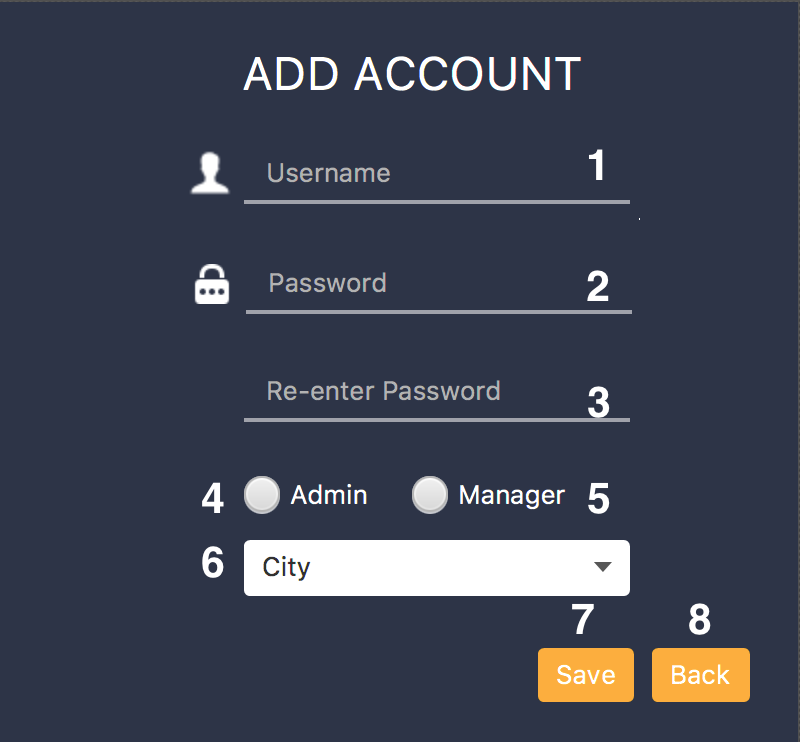 ADD ACCOUNT
Username 1
Password 2
Re-enter Password 3
4 Admin Manager 5
6 City
7 8
Save Back